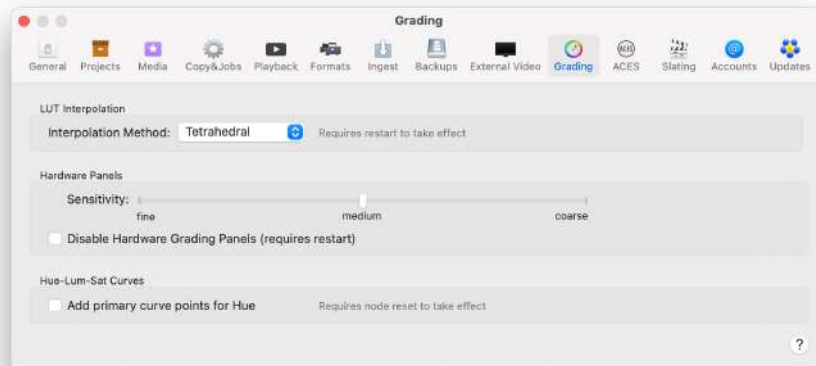 Grading
General Projects Media Copy&Jobs Playback Formats Ingest Backups External Video Grading ACES Slating Accounts Updates
LUT Interpolation
Interpolation Method: Tetrahedral Requires restart to take effect
Hardware Panels
Sensitivity:
fine medium coarse
Disable Hardware Grading Panels (requires restart)
Hue-Lum-Sat Curves
Add primary curve points for Hue Requires node reset to take effect
?